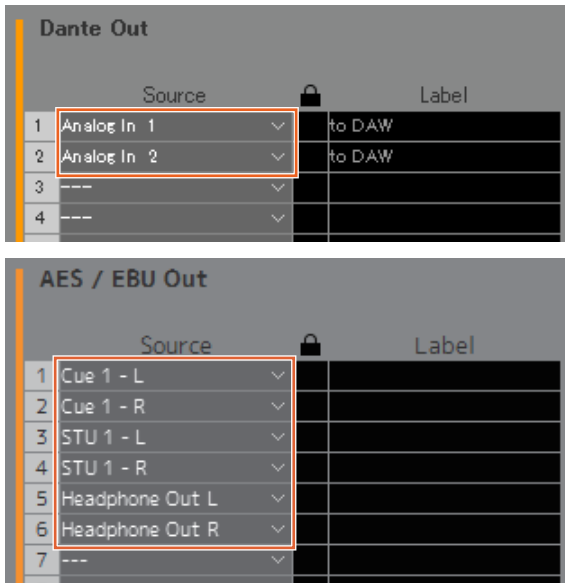 Dante Out
Source Label
1 Analog In 1 to DAW
2 Analog In 2 to DAW
3 ---
4 ---
AES / EBU Out
Source Label
1 Cue 1 - L
2 Cue 1 - R
3 STU 1 - L
4 STU 1 - R
5 Headphone Out L
6 Headphone Out R
7 ---